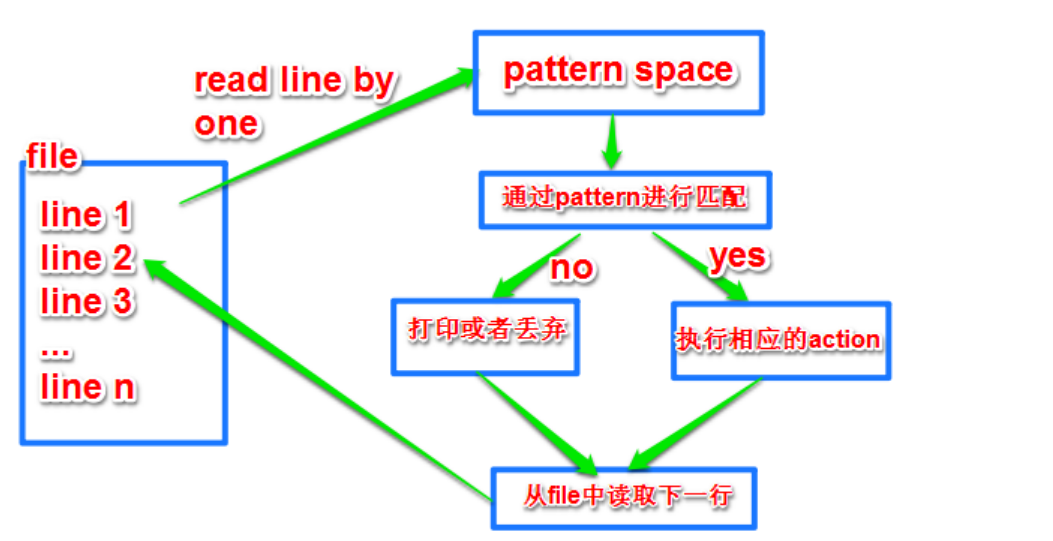 read line by
one
pattern space
file
line 1
line 2
line 3
...
line n
通过pattern进行匹配
no
yes
打印或者丢弃
执行相应的action
从file中读取下一行